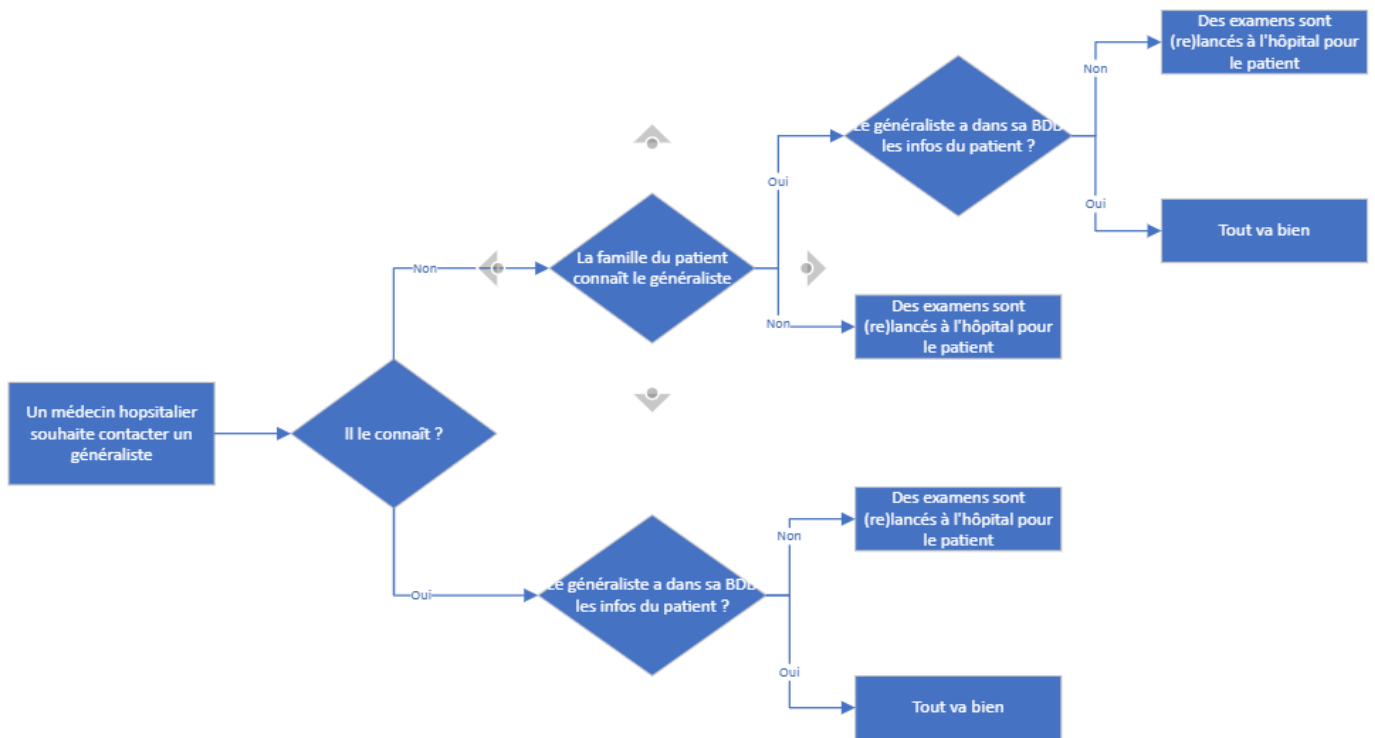 Des examens sont
(re)lancés à l'hôpital pour
le patient
Non
Le généraliste a dans sa BDD
les infos du patient ?
Oui
Oui
Tout va bien
La famille du patient
connaît le généraliste
Non
Non
Des examens sont
(re)lancés à l'hôpital pour
le patient
Un médecin hopsitalier
souhaite contacter un
généraliste
Il le connaît ?
Des examens sont
(re)lancés à l'hôpital pour
le patient
Non
Le généraliste a dans sa BDD
les infos du patient ?
Oui
Oui
Tout va bien